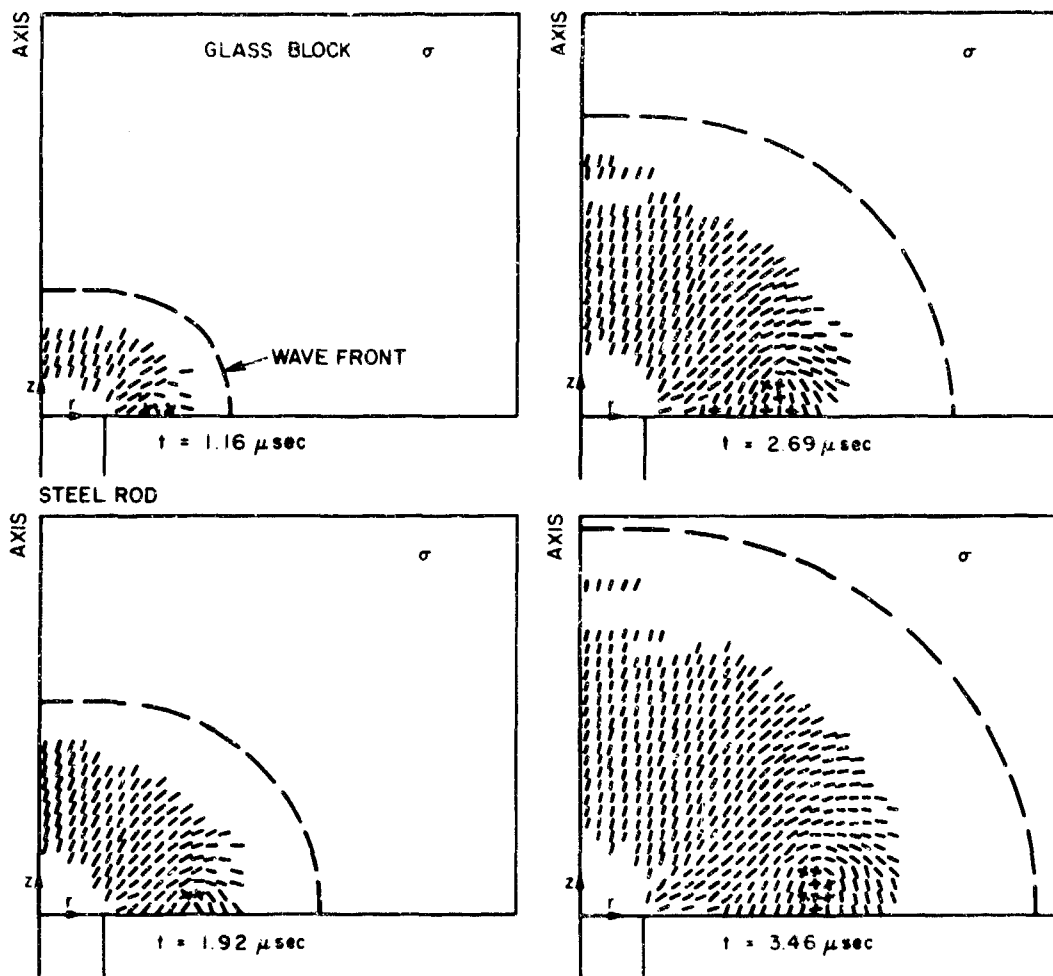 AXIS
GLASS BLOCK σ
WAVE FRONT
z
r
t = 1.16 μsec
STEEL ROD
AXIS
σ
z
r
t = 2.69 μsec
AXIS
σ
z
r
t = 1.92 μsec
AXIS
σ
z
r
t = 3.46 μsec